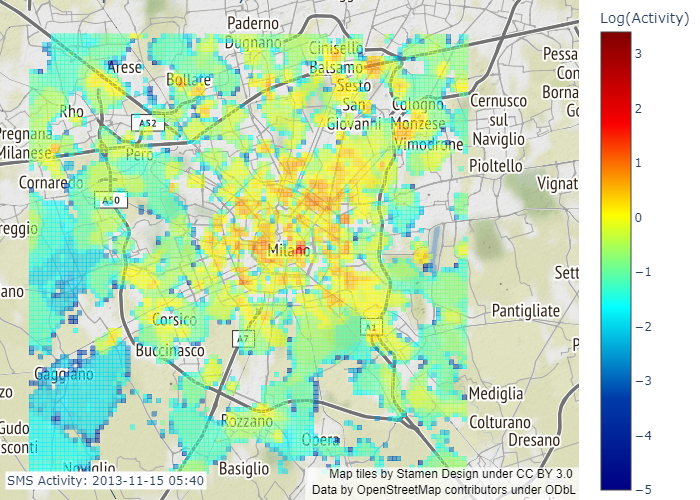 Log(Activity)
3
2
1
0
−1
−2
−3
−4
−5
Paderno
Dugnano
Cinisello
Balsamo
Sesto
San
Giovanni
Arese
Bollate
Rho
A52
Pregnana
Milanese
Pero
Cornaredo
A50
reggio
ano
Cologno
Monzese
Vimodrone
Cernusco
sul
Naviglio
Pioltello
Pessa
Con
Borna
Go
Vignat
Milano
Sett
Pantigliate
P
Corsico
Buccinasco
A7
A1
Gaggiano
zo
Gudo
sconti
Noviglio
Rozzano
Opera
Basiglio
Mediglia
Colturano
Dresano
SMS Activity: 2013-11-15 05:40
Map tiles by Stamen Design under CC BY 3.0
Data by OpenStreetMap contributors under ODbL